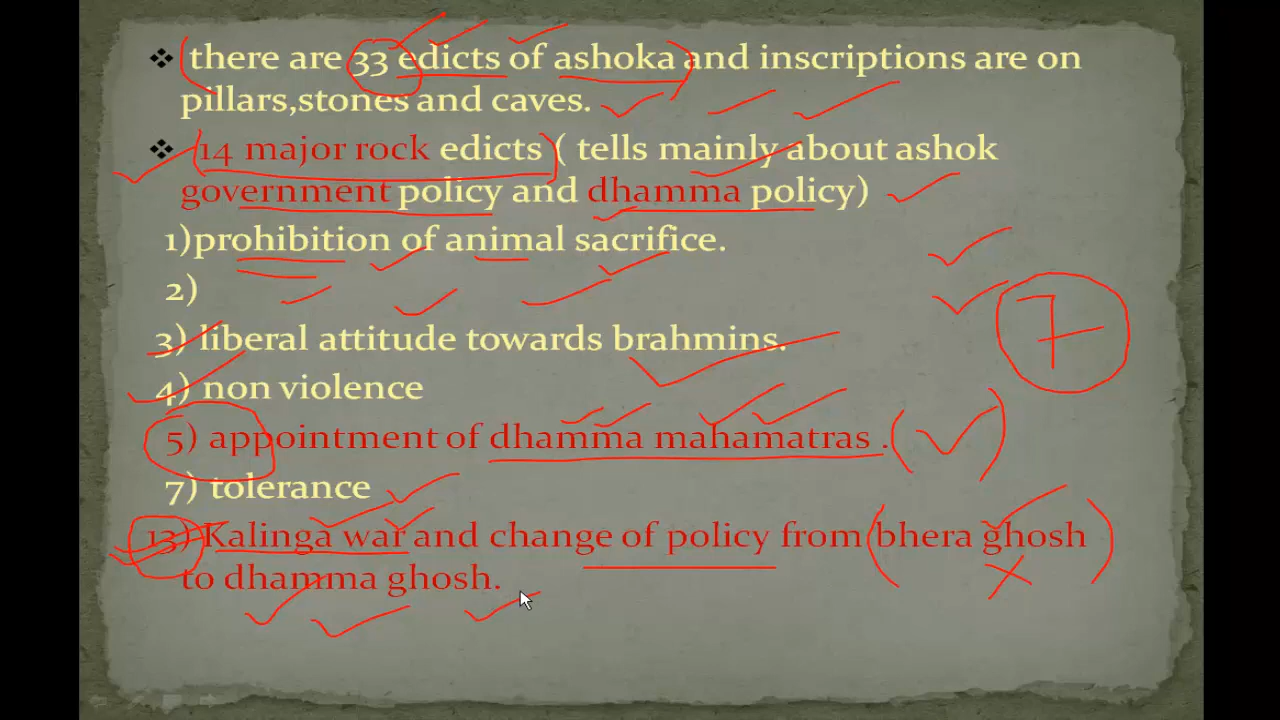 there are 33 edicts of ashoka and inscriptions are on
pillars,stones and caves.
14 major rock edicts ( tells mainly about ashok
government policy and dhamma policy)
1)prohibition of animal sacrifice.
2)
3) liberal attitude towards brahmins.
7
4) non violence
5) appointment of dhamma mahamatras .
7) tolerance
13) Kalinga war and change of policy from bhera ghosh
to dhamma ghosh.